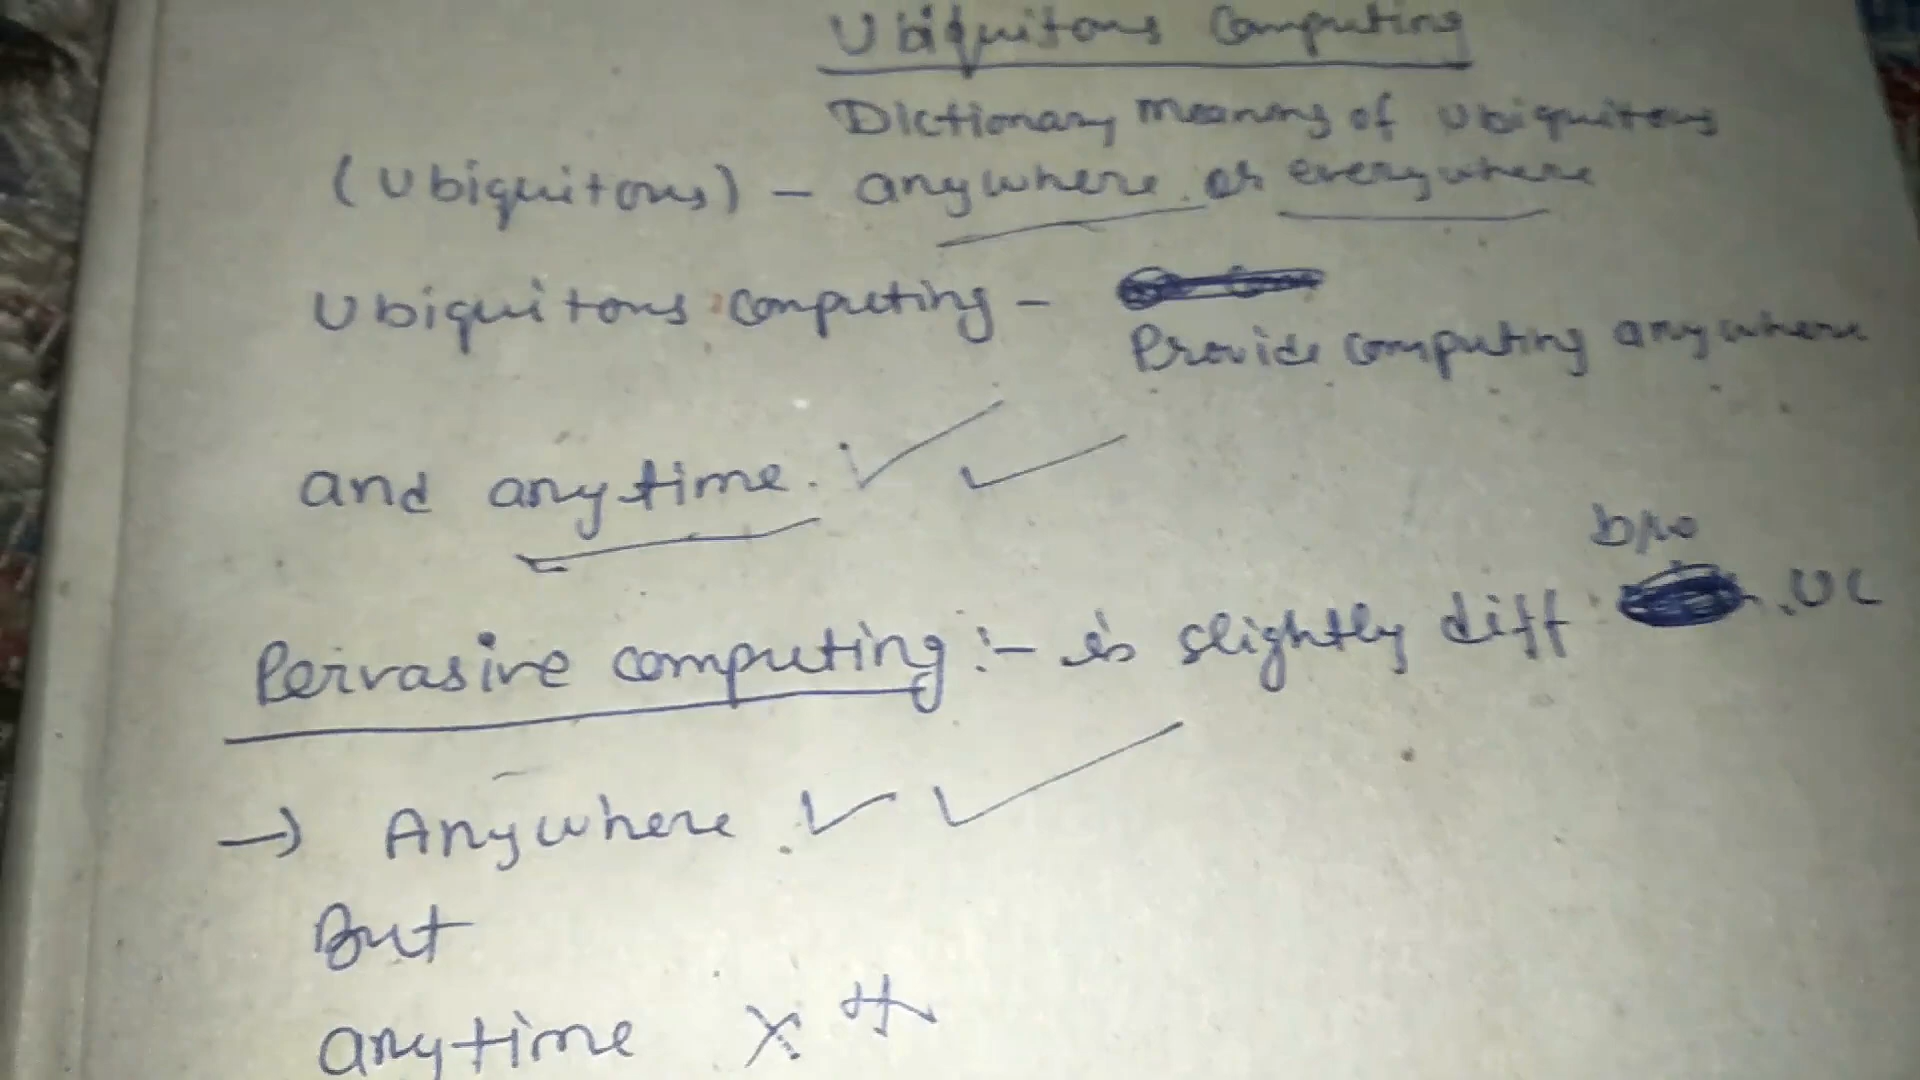 Ubiquitous Computing
Dictionary meaning of Ubiquitous
(Ubiquitous) - anywhere or everywhere
Ubiquitous computing -
Provide computing anywhere
and anytime.
Pervasive computing :- is slightly diff UC
→ Anywhere
But
anytime